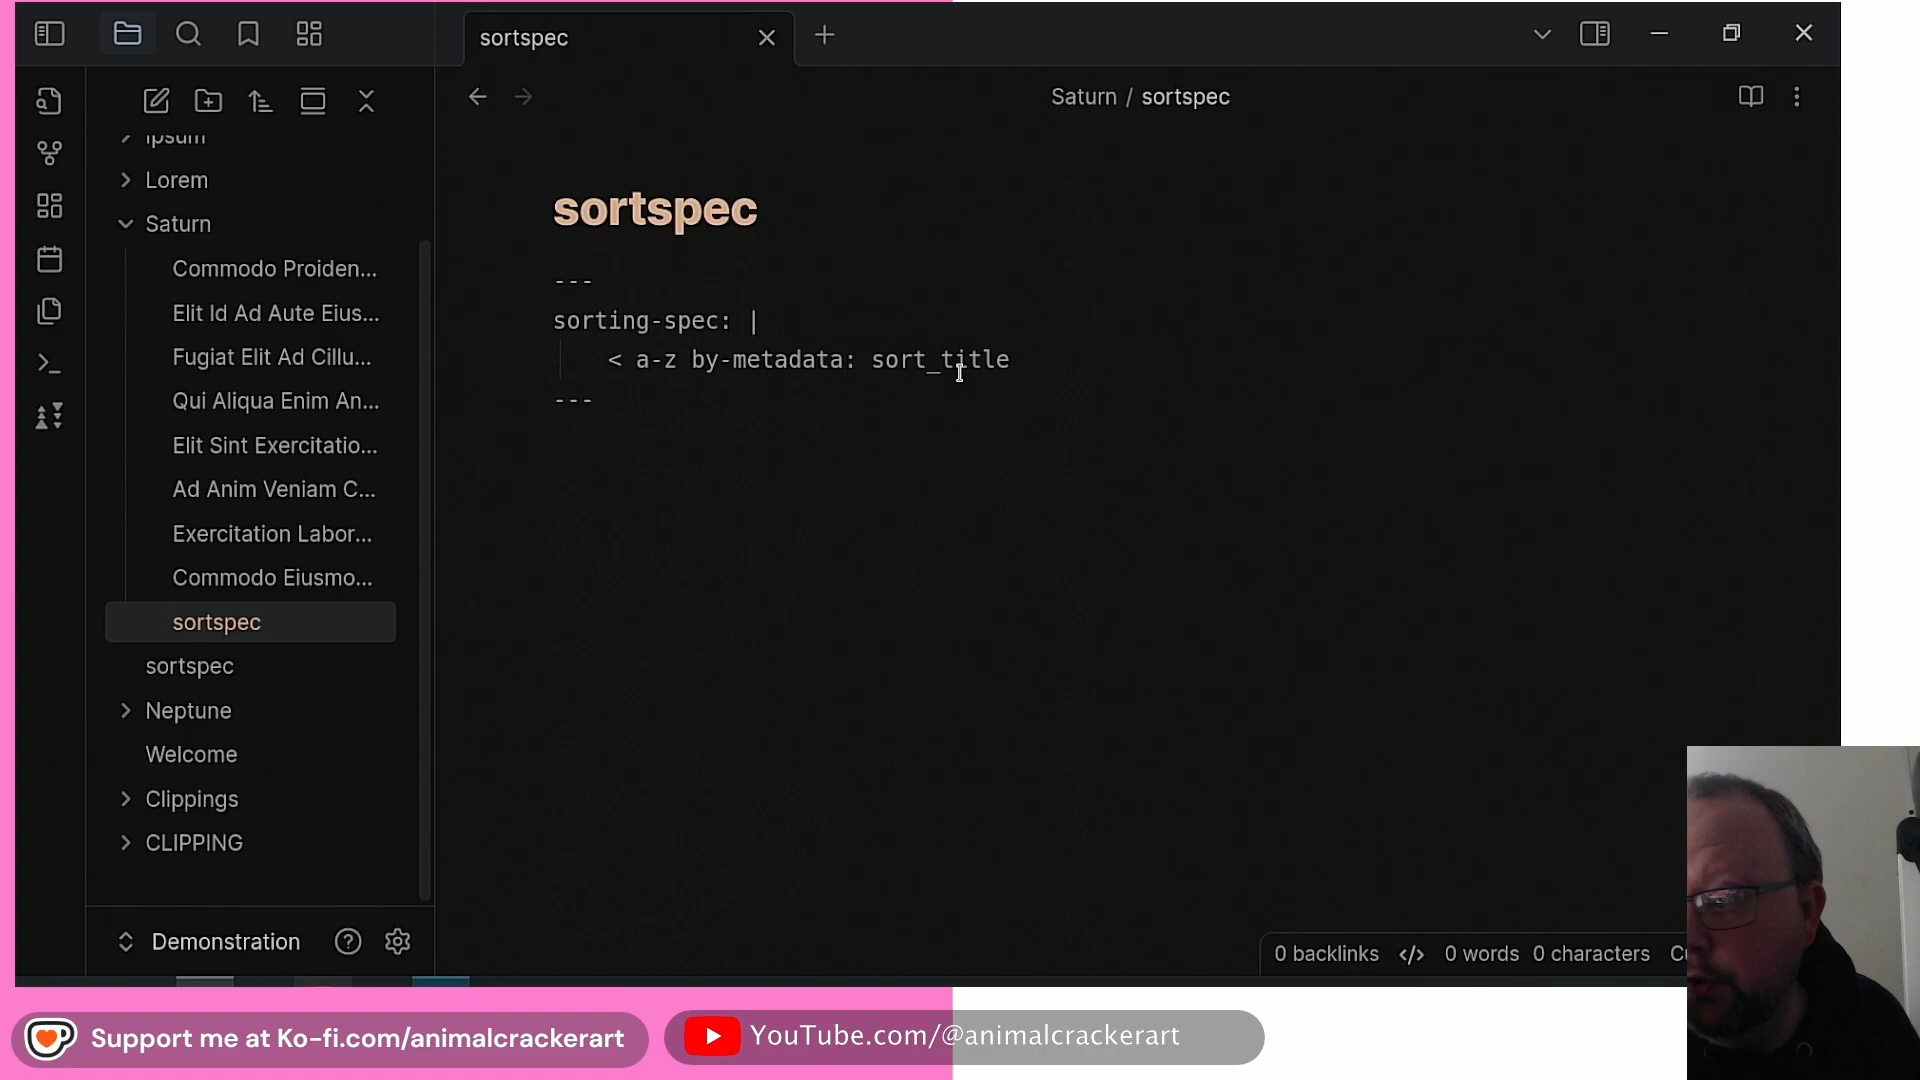 sortspec
Saturn / sortspec
Ipsum
Lorem
Saturn
Commodo Proiden...
Elit Id Ad Aute Eius...
Fugiat Elit Ad Cillu...
Qui Aliqua Enim An...
Elit Sint Exercitatio...
Ad Anim Veniam C...
Exercitation Labor...
Commodo Eiusmo...
sortspec
sortspec
Neptune
Welcome
Clippings
CLIPPING
Demonstration
sortspec
---
sorting-spec: |
< a-z by-metadata: sort_title
---
0 backlinks </> 0 words 0 characters
Support me at Ko-fi.com/animalcrackerart
YouTube.com/@animalcrackerart